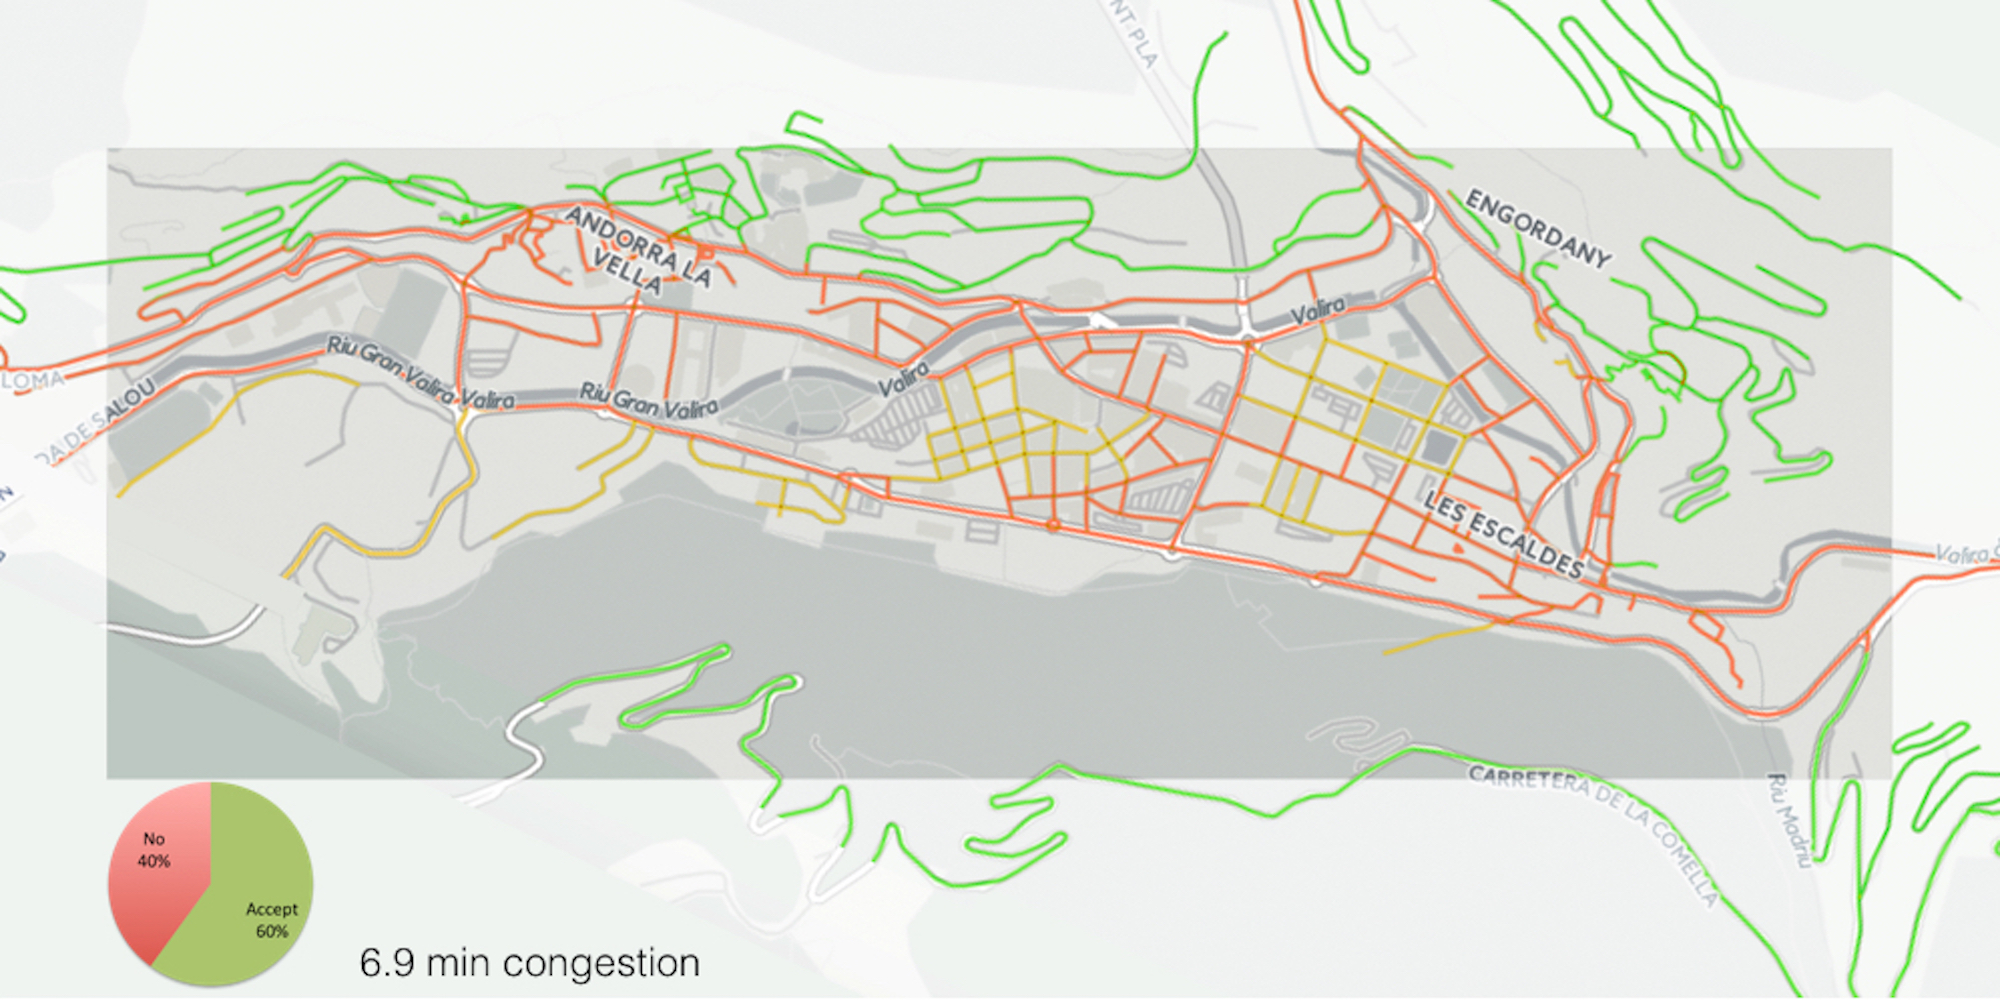 NT PLA
ENGORDANY
ANDORRA LA
VELLA
Valira
Riu Gran Valira
Valira
Riu Gran Valira
Valira
LOMA
DA DE SALOU
LES ESCALDES
Valira
CARRETERA DE LA COMELLA
Riu Madriu
No
40%
Accept
60%
6.9 min congestion